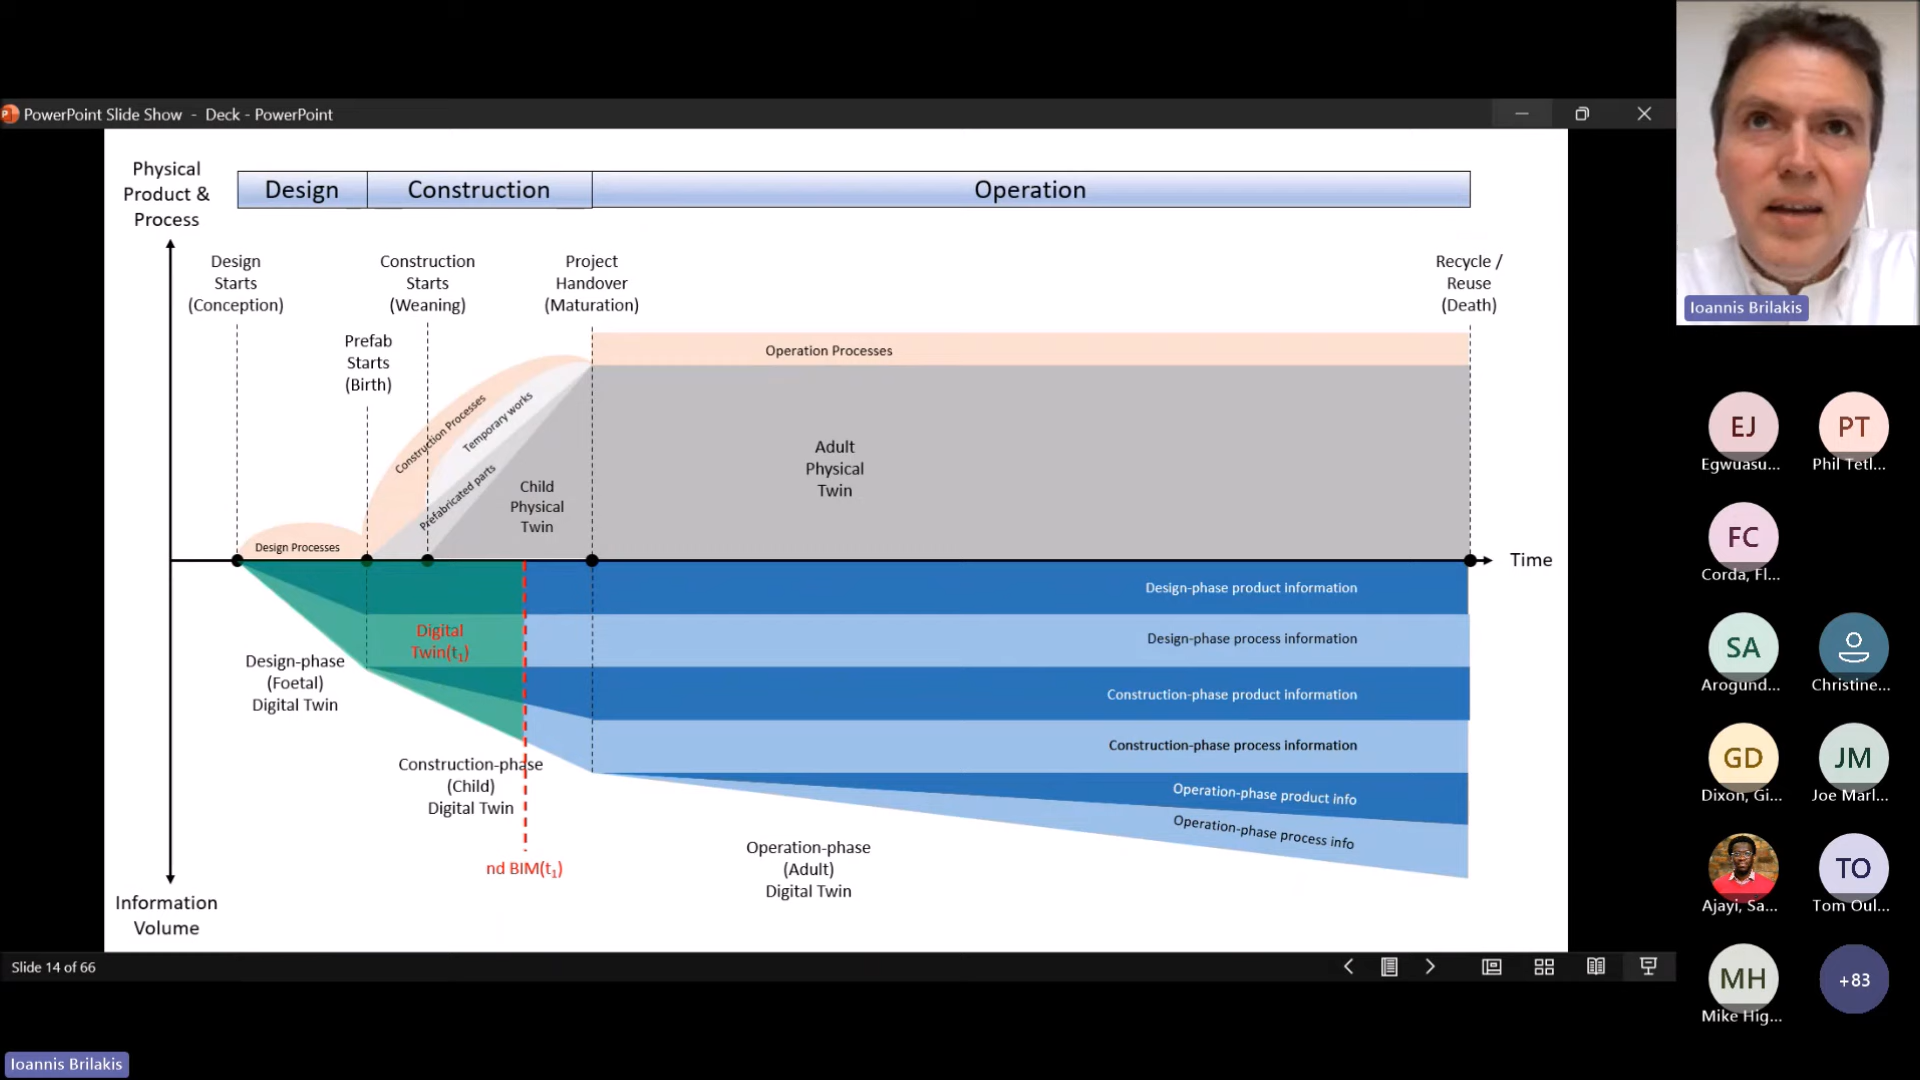 PowerPoint Slide Show - Deck - PowerPoint
Physical
Product &
Process
Design
Construction
Operation
Design
Starts
(Conception)
Construction
Starts
(Weaning)
Project
Handover
(Maturation)
Recycle /
Reuse
(Death)
Prefab
Starts
(Birth)
Operation Processes
Construction Processes
Temporary works
Prefabricated parts
Child
Physical
Twin
Adult
Physical
Twin
Design Processes
Time
Design-phase product information
Digital
Twin(t₁)
Design-phase process information
Design-phase
(Foetal)
Digital Twin
Construction-phase product information
Construction-phase process information
Construction-phase
(Child)
Digital Twin
Operation-phase product info
Operation-phase process info
nd BIM(t₁)
Operation-phase
(Adult)
Digital Twin
Information
Volume
Slide 14 of 66
Ioannis Brilakis
Ioannis Brilakis
EJ
Egwuasu...
PT
Phil Tetl...
FC
Corda, Fl...
SA
Arogund...
Christine...
GD
Dixon, Gi...
JM
Joe Marl...
Ajayi, Sa...
TO
Tom Oul...
MH
Mike Hig...
+83